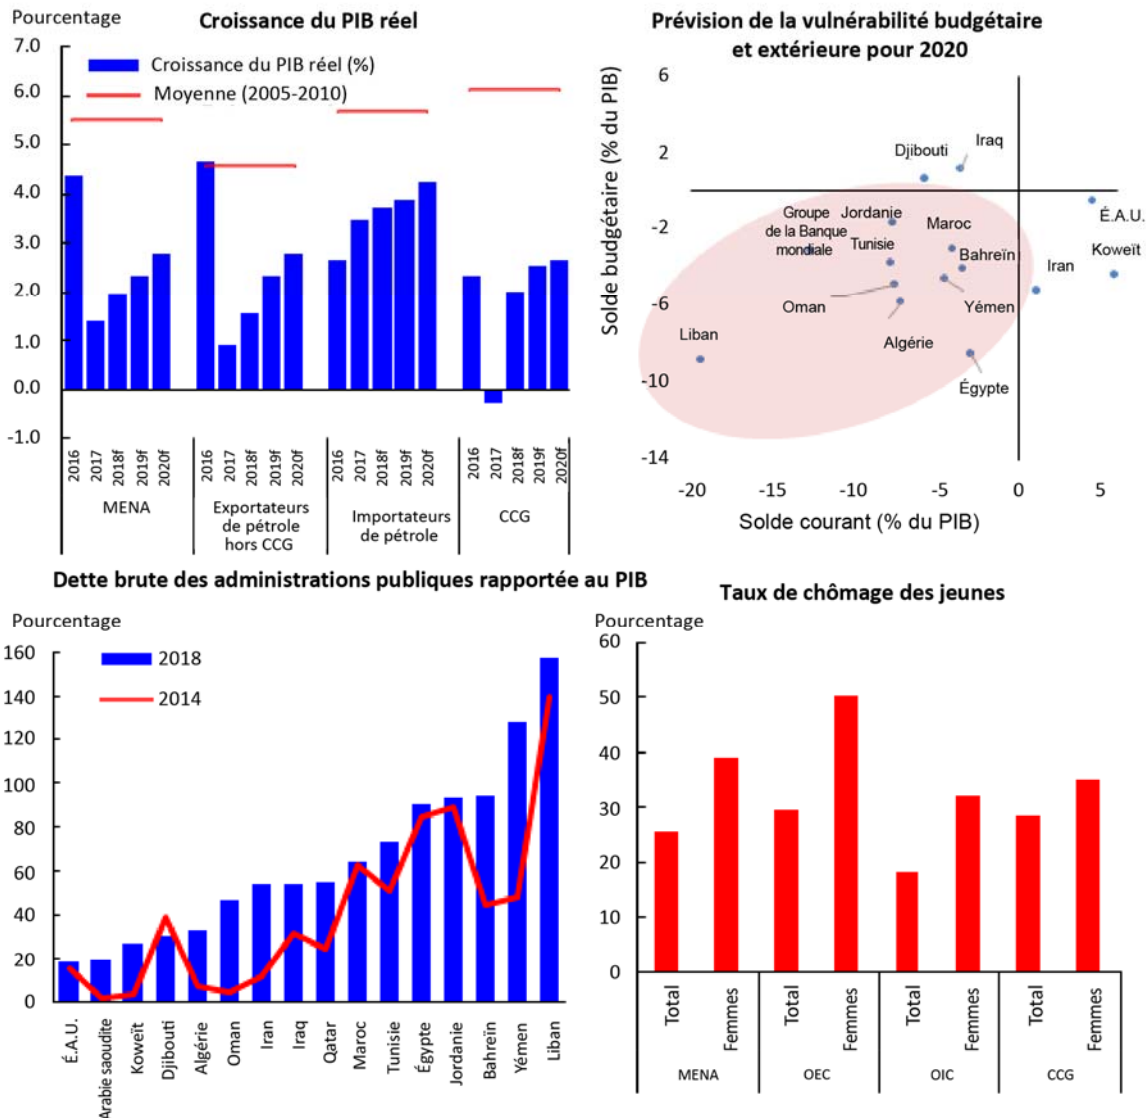 Pourcentage
Croissance du PIB réel
7.0
6.0
5.0
4.0
3.0
2.0
1.0
0.0
-1.0
Croissance du PIB réel (%)
Moyenne (2005-2010)
2016
2017
2018f
2019f
2020f
2016
2017
2018f
2019f
2020f
2016
2017
2018f
2019f
2020f
2016
2017
2018f
2019f
2020f
MENA
Exportateurs
de pétrole
hors CCG
Importateurs
de pétrole
CCG
Prévision de la vulnérabilité budgétaire
et extérieure pour 2020
Solde budgétaire (% du PIB)
6
2
-2
-6
-10
-14
Djibouti
Iraq
É.A.U.
Groupe
de la Banque
mondiale
Jordanie
Maroc
Tunisie
Bahreïn
Koweït
Iran
Oman
Yémen
Liban
Algérie
Égypte
-20
-15
-10
-5
0
5
Solde courant (% du PIB)
Dette brute des administrations publiques rapportée au PIB
Pourcentage
160
140
120
100
80
60
40
20
0
2018
2014
É.A.U.
Arabie saoudite
Koweït
Djibouti
Algérie
Oman
Iran
Iraq
Qatar
Maroc
Tunisie
Égypte
Jordanie
Bahreïn
Yémen
Liban
Taux de chômage des jeunes
Pourcentage
60
50
40
30
20
10
0
Total
Femmes
Total
Femmes
Total
Femmes
Total
Femmes
MENA
OEC
OIC
CCG